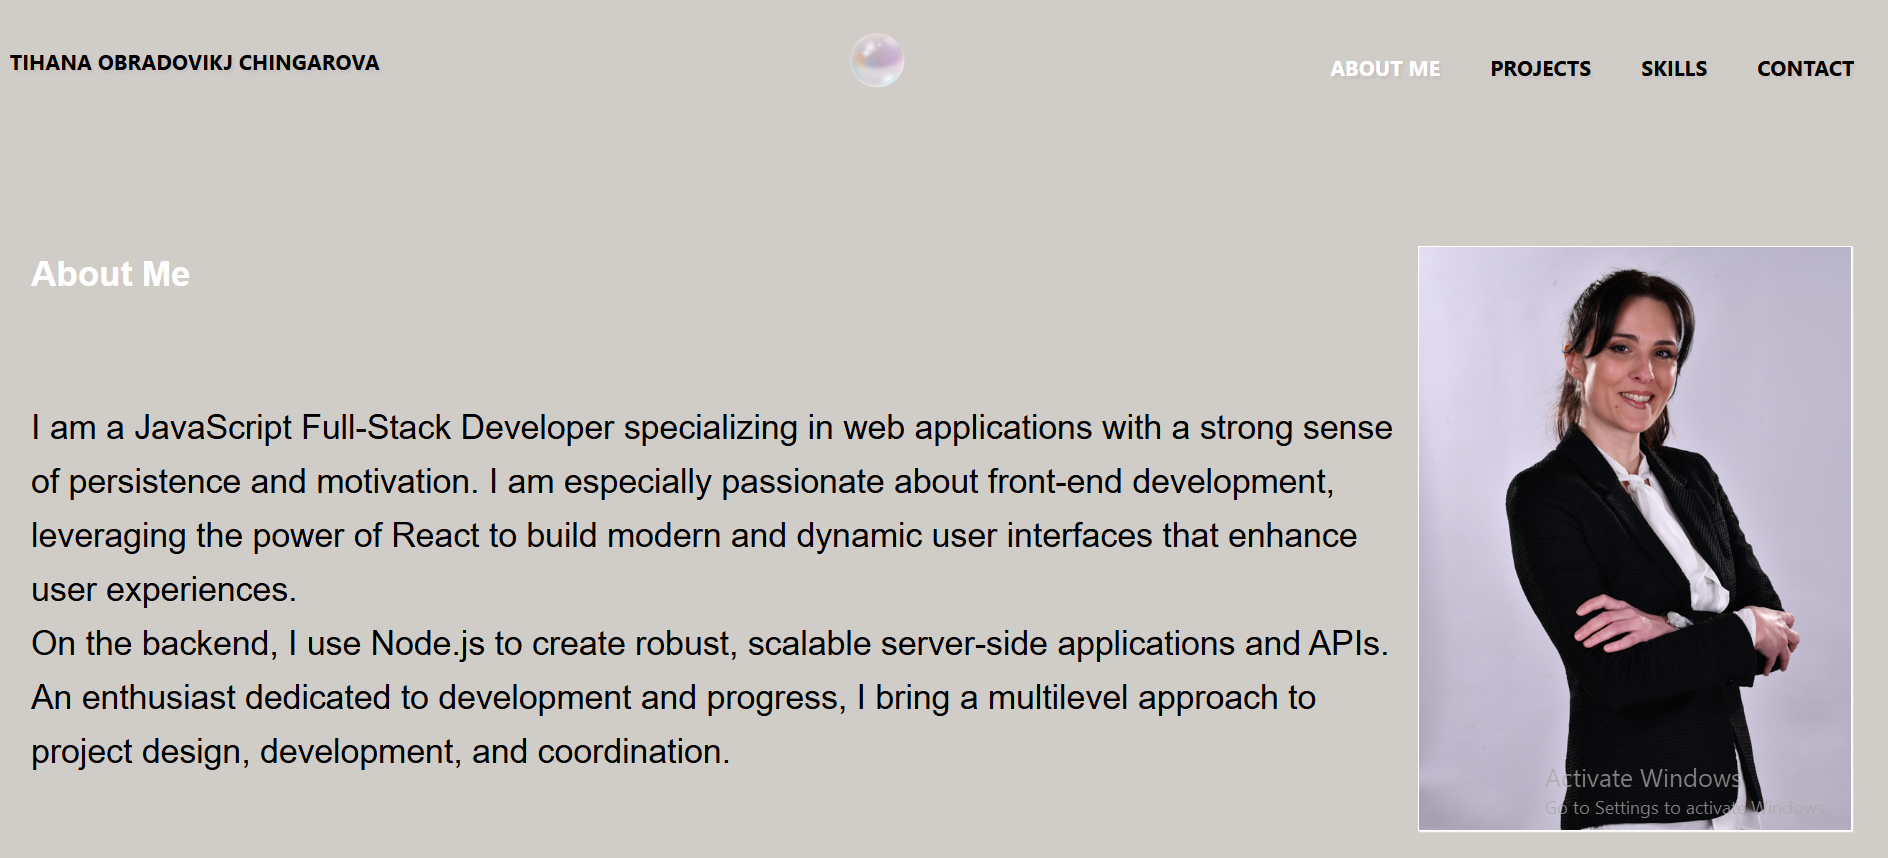 TIHANA OBRADOVIKJ CHINGAROVA
ABOUT ME PROJECTS SKILLS CONTACT
About Me
I am a JavaScript Full-Stack Developer specializing in web applications with a strong sense
of persistence and motivation. I am especially passionate about front-end development,
leveraging the power of React to build modern and dynamic user interfaces that enhance
user experiences.
On the backend, I use Node.js to create robust, scalable server-side applications and APIs.
An enthusiast dedicated to development and progress, I bring a multilevel approach to
project design, development, and coordination.
Activate Windows
Go to Settings to activate Windows.